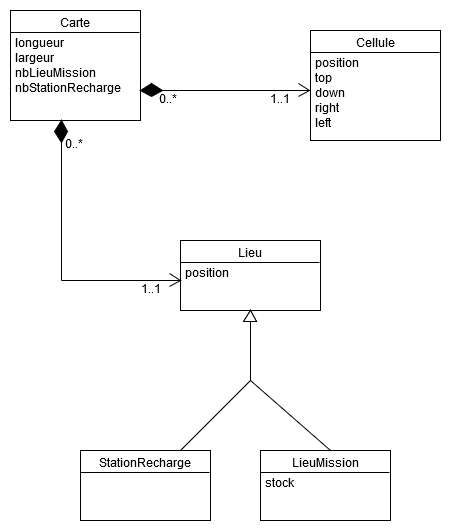 Carte
longueur
largeur
nbLieuMission
nbStationRecharge
0..*
1..1
Cellule
position
top
down
right
left
0..*
1..1
Lieu
position
StationRecharge
LieuMission
stock